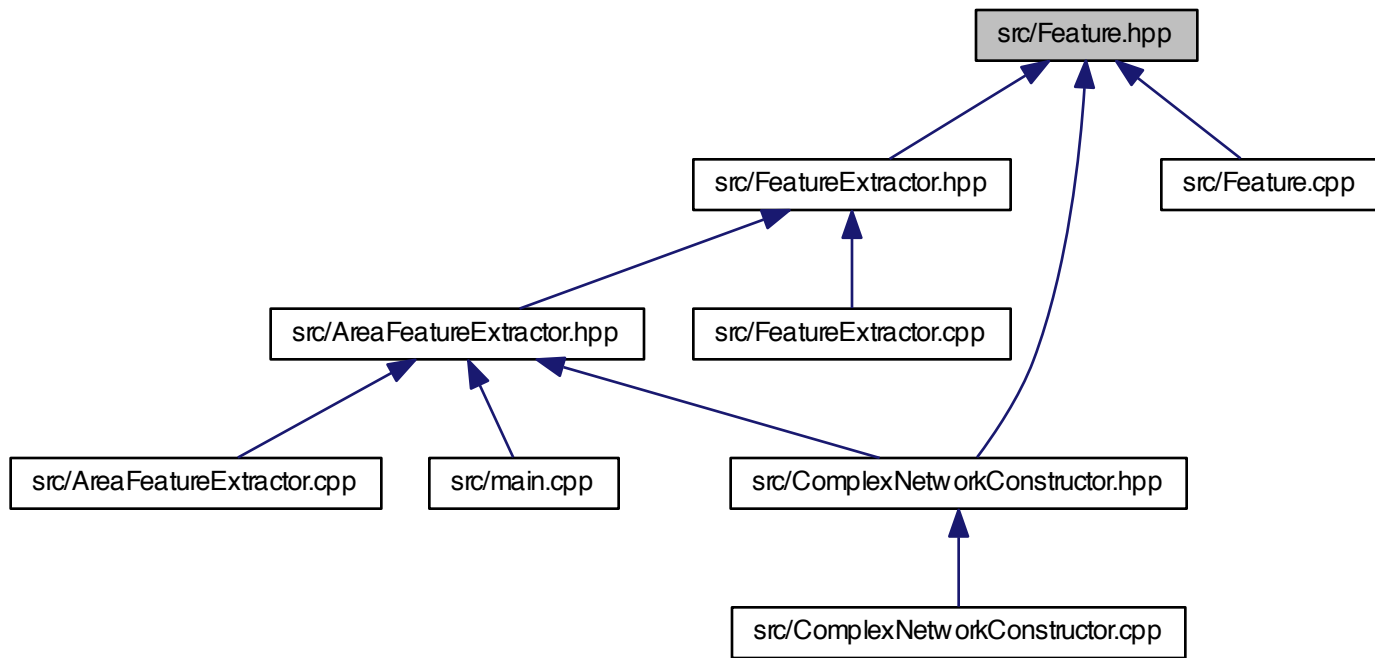 src/Feature.hpp
src/FeatureExtractor.hpp
src/Feature.cpp
src/AreaFeatureExtractor.hpp
src/FeatureExtractor.cpp
src/AreaFeatureExtractor.cpp
src/main.cpp
src/ComplexNetworkConstructor.hpp
src/ComplexNetworkConstructor.cpp